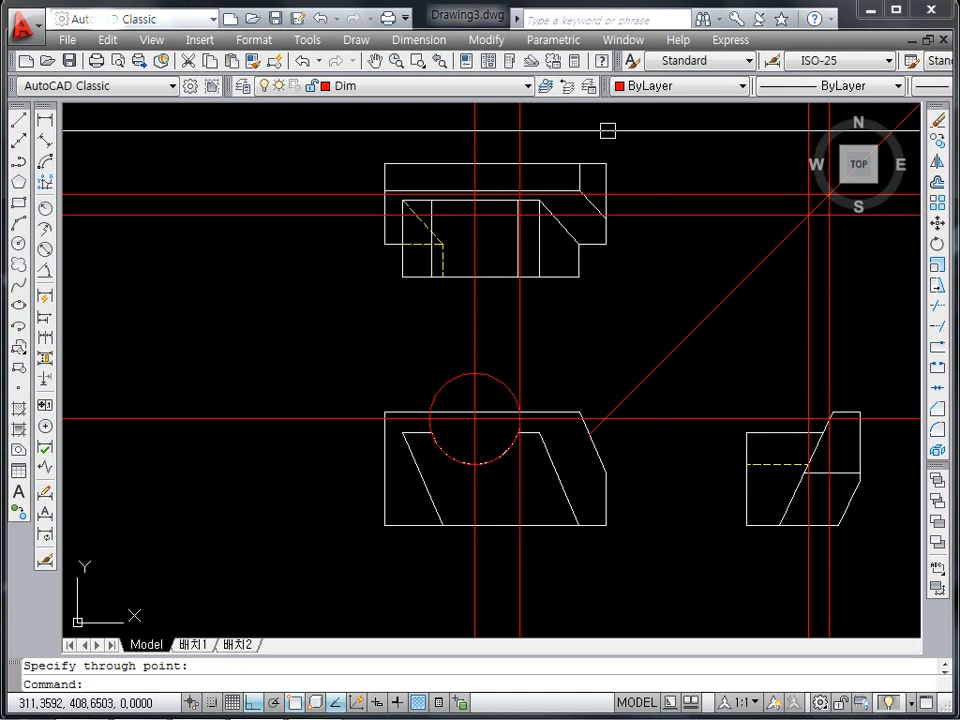 Auto Classic
Drawing3.dwg
Type a keyword or phrase
File Edit View Insert Format Tools Draw Dimension Modify Parametric Window Help Express
Standard ISO-25 Stan
AutoCAD Classic
Dim
ByLayer ByLayer
N
W TOP E
S
Y
X
Model 배치1 배치2
Specify through point:
Command:
311,3592, 408,6503, 0,0000 MODEL 1:1